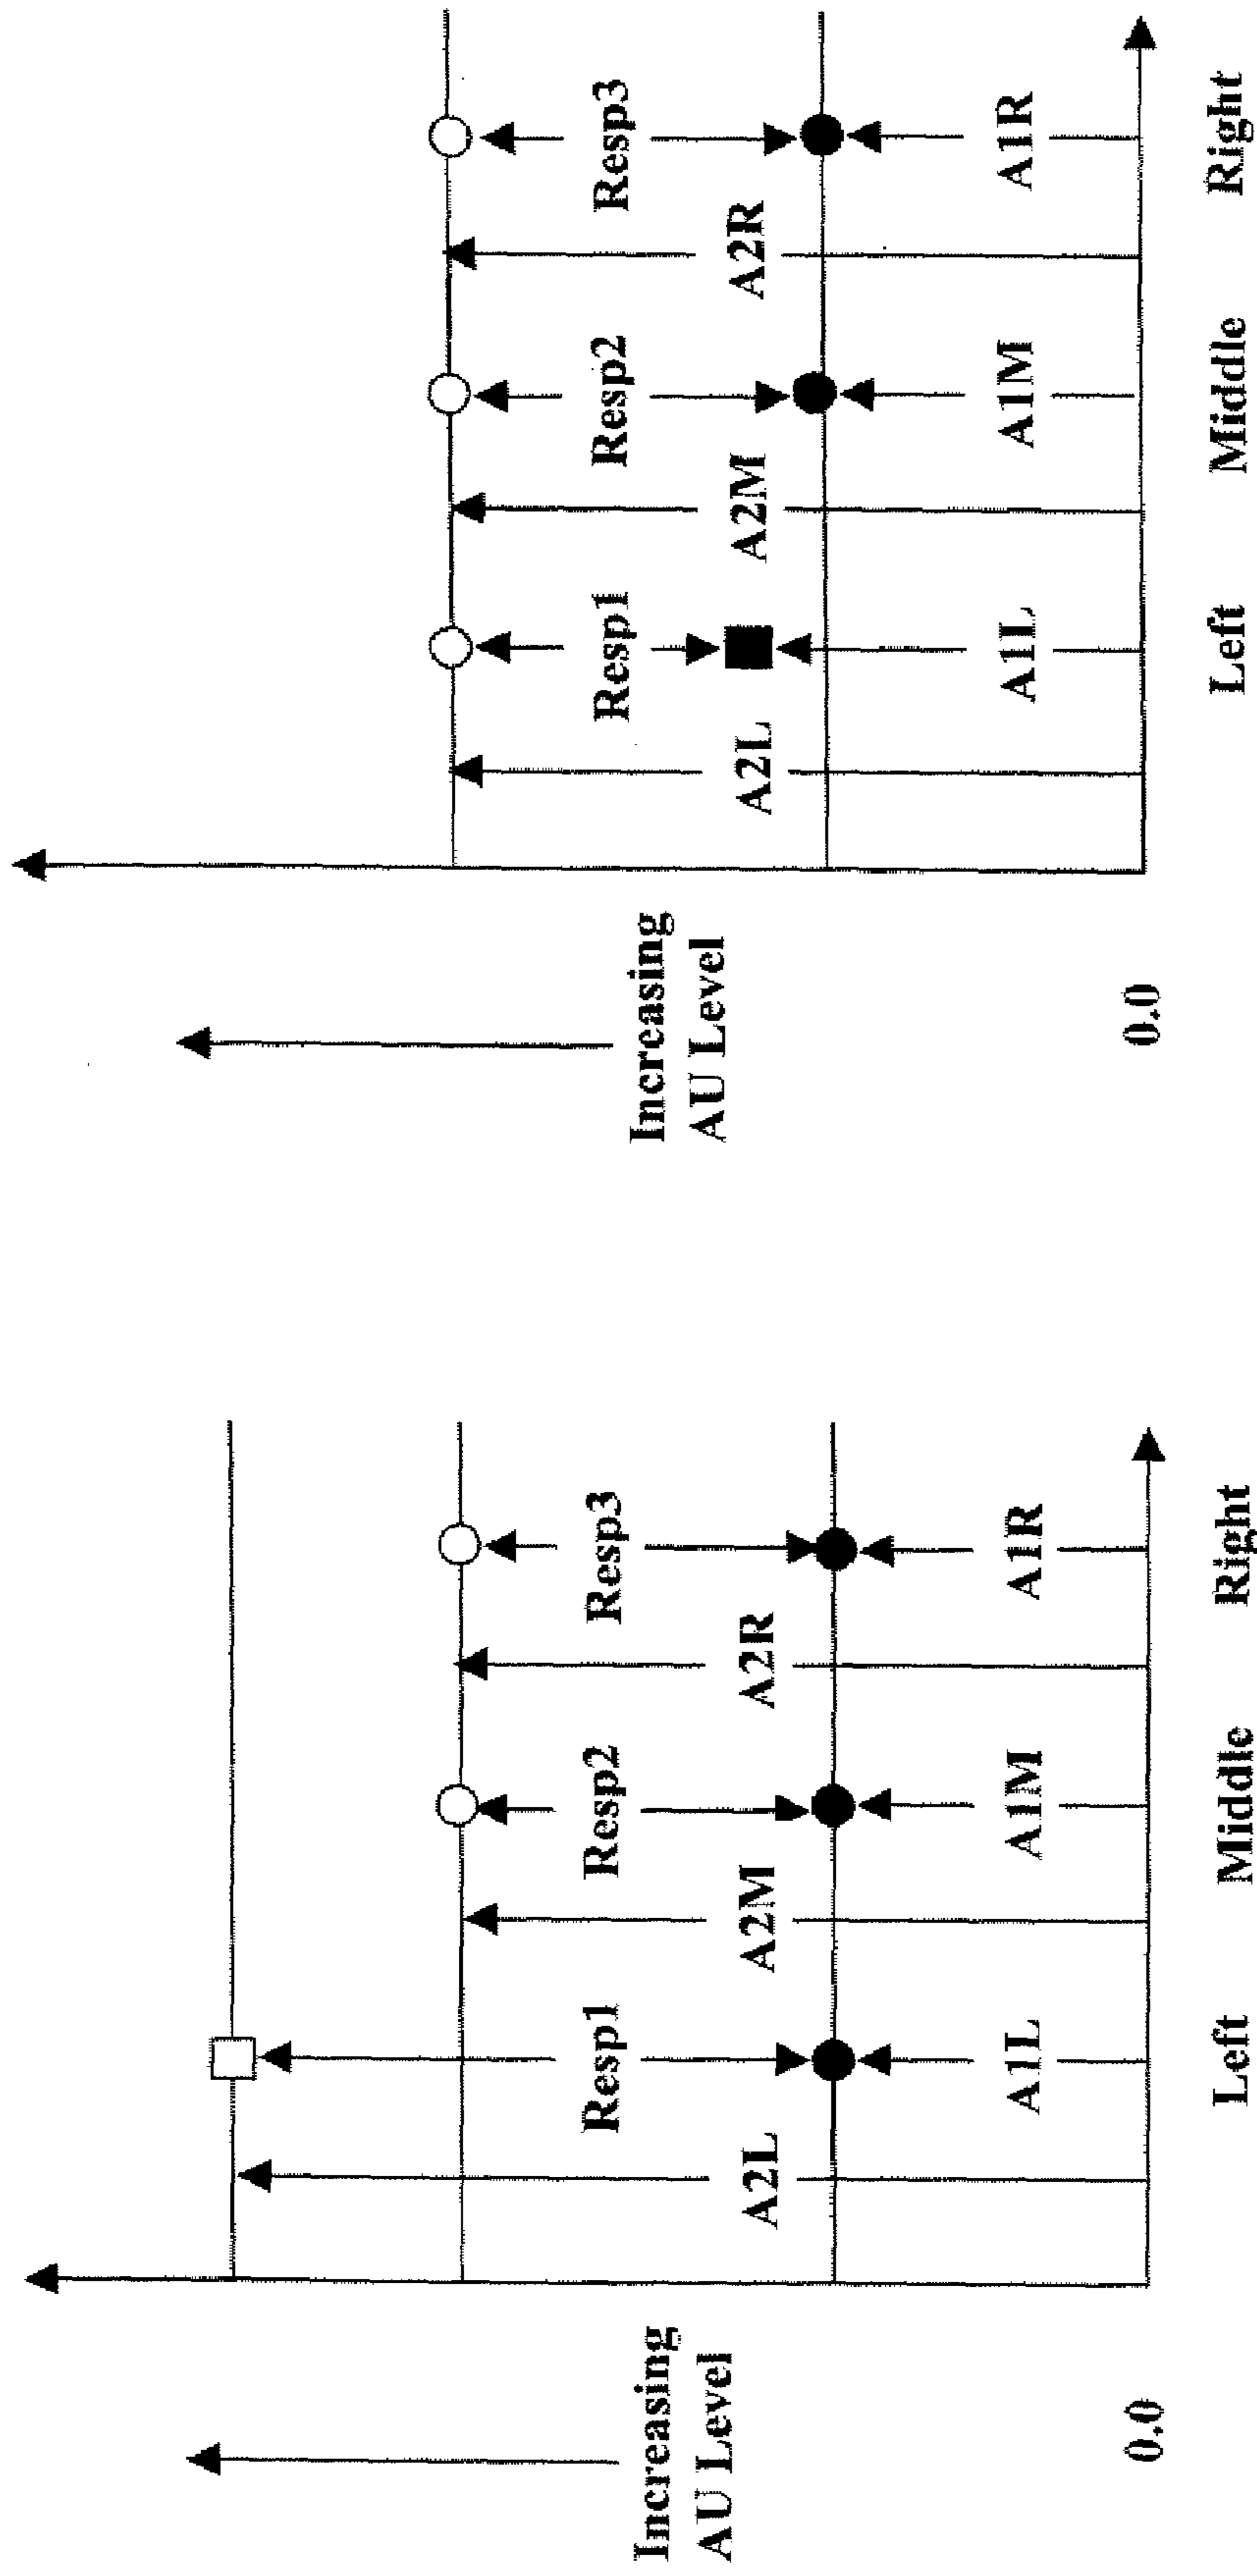 Increasing
AU Level
0.0
A2L
Resp1
A1L
A2M
Resp2
A1M
A2R
Resp3
A1R
Left
Middle
Right
Increasing
AU Level
0.0
A2L
Resp1
A1L
A2M
Resp2
A1M
A2R
Resp3
A1R
Left
Middle
Right